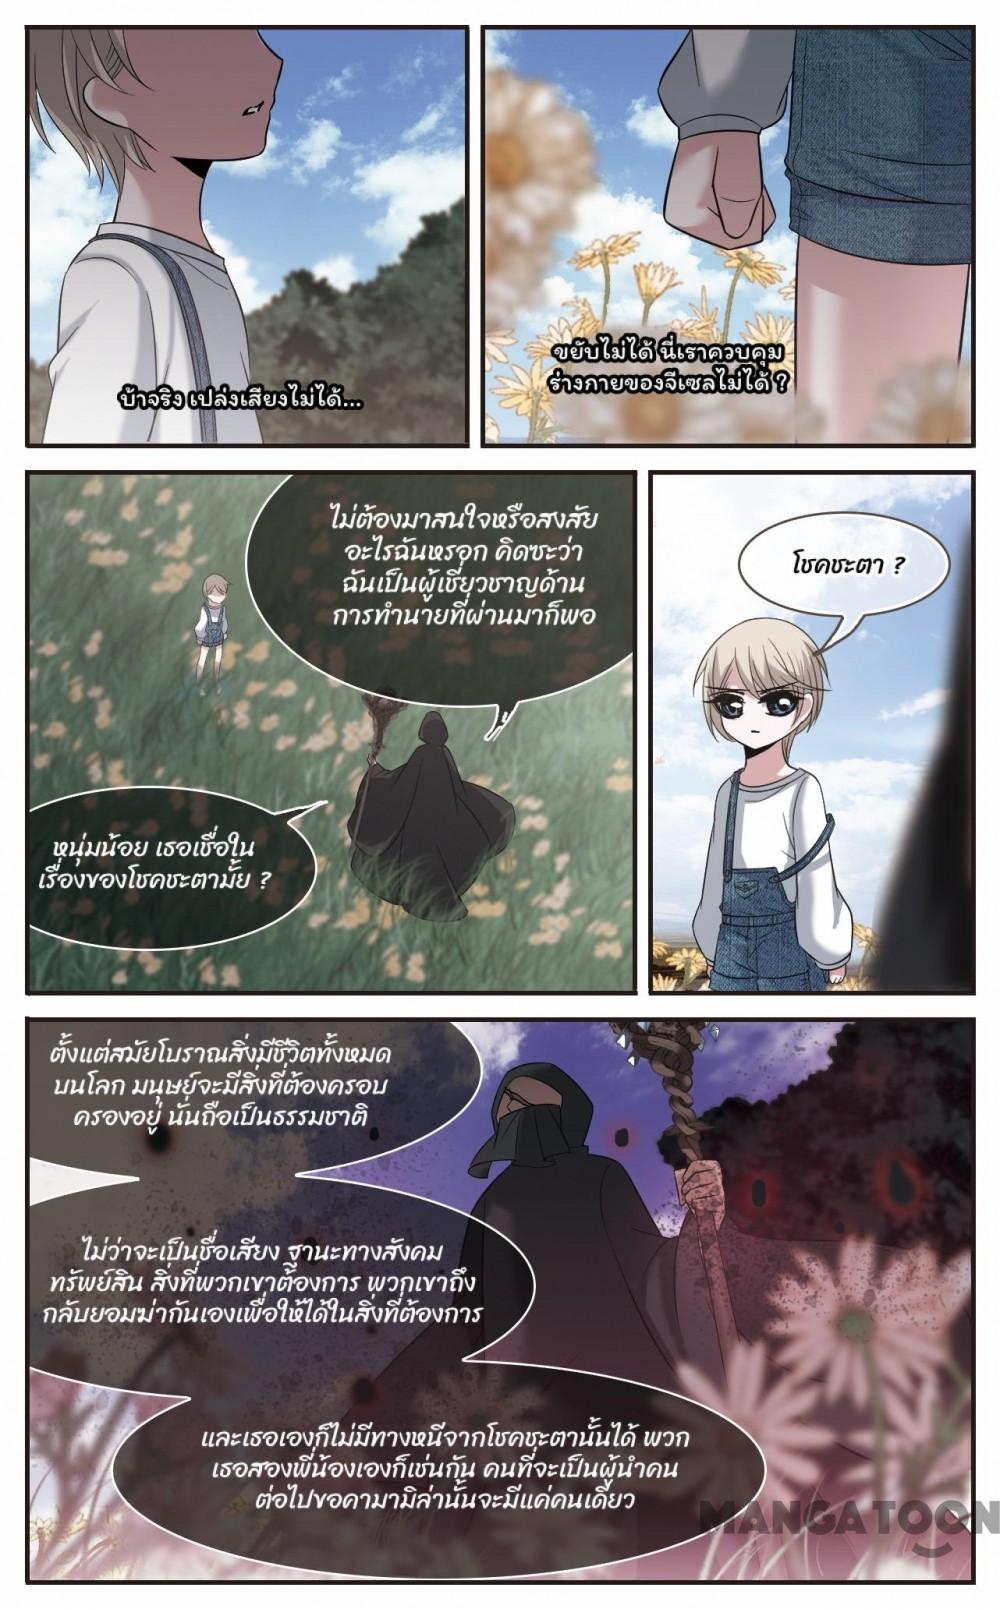 บ้าจริง เปล่งเสียงไม่ได้...
ขยับไม่ได้ นี่เราควบคุม
ร่างกายของจีเซลไม่ได้ ?
ไม่ต้องมาสนใจหรือสงสัย
อะไรฉันหรอก คิดซะว่า
ฉันเป็นผู้เชี่ยวชาญด้าน
การทำนายที่ผ่านมาก็พอ
หนุ่มน้อย เธอเชื่อใน
เรื่องของโชคชะตามั้ย ?
โชคชะตา ?
ตั้งแต่สมัยโบราณสิ่งมีชีวิตทั้งหมด
บนโลก มนุษย์จะมีสิ่งที่ต้องครอบ
ครองอยู่ นั่นถือเป็นธรรมชาติ
ไม่ว่าจะเป็นชื่อเสียง ฐานะทางสังคม
ทรัพย์สิน สิ่งที่พวกเขาต้องการ พวกเขาถึง
กลับยอมฆ่ากันเองเพื่อให้ได้ในสิ่งที่ต้องการ
และเธอเองก็ไม่มีทางหนีจากโชคชะตานั้นได้ พวก
เธอสองพี่น้องเองก็เช่นกัน คนที่จะเป็นผู้นำคน
ต่อไปของคามามิล่านั้นจะมีแค่คนเดียว
MANGATOON